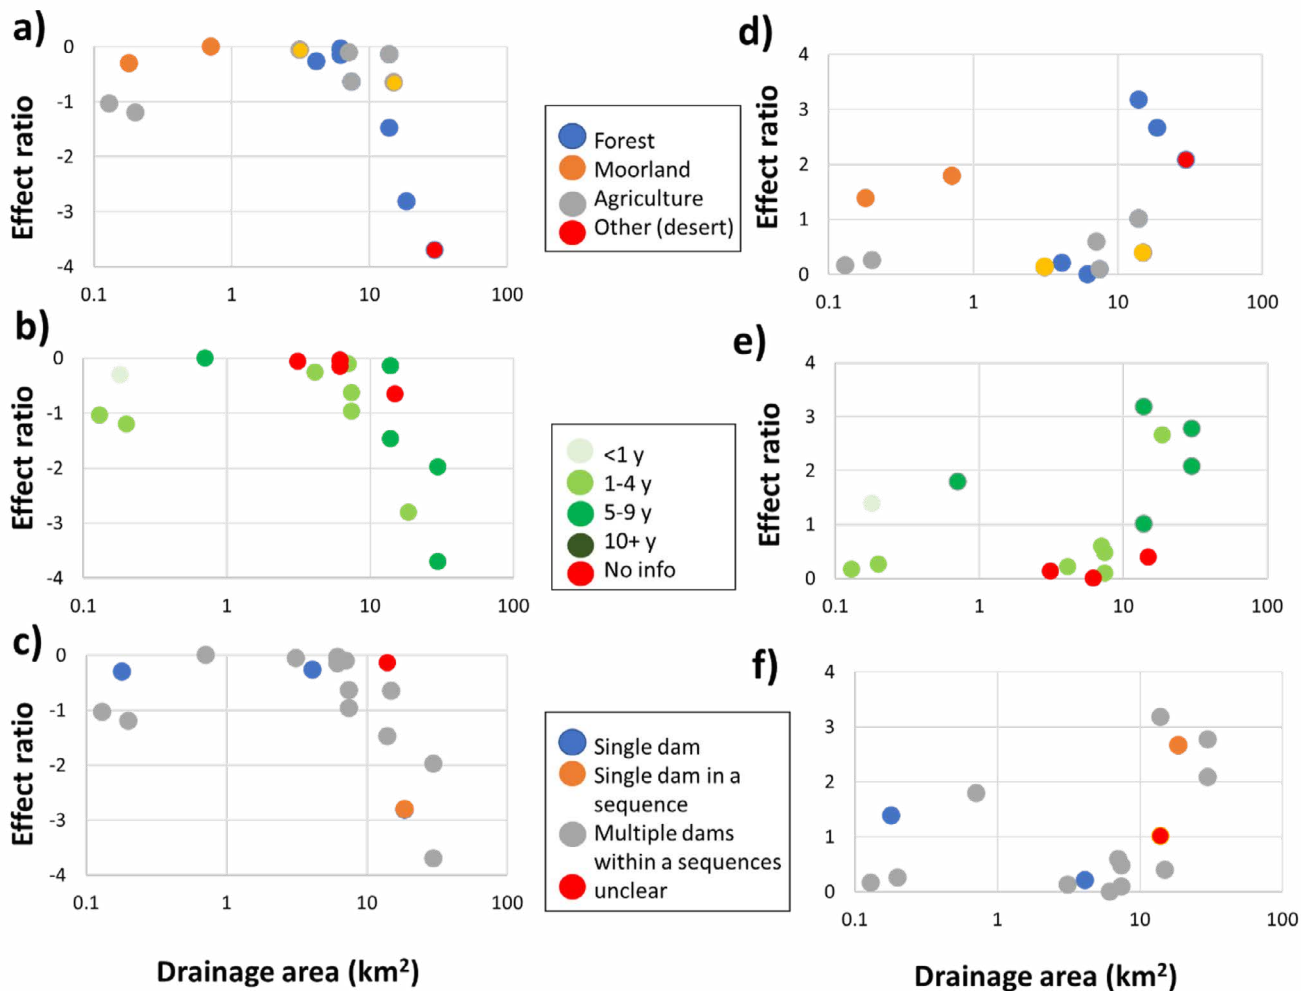 a)
0
-1
-2
-3
-4
Effect ratio
0.1
1
10
100
Forest
Moorland
Agriculture
Other (desert)
d)
4
3
2
1
0
Effect ratio
0.1
1
10
100
b)
0
-1
-2
-3
-4
Effect ratio
0.1
1
10
100
<1 y
1-4 y
5-9 y
10+ y
No info
e)
4
3
2
1
0
Effect ratio
0.1
1
10
100
c)
0
-1
-2
-3
-4
Effect ratio
0.1
1
10
100
Drainage area (km²)
Single dam
Single dam in a
sequence
Multiple dams
within a sequences
unclear
f)
4
3
2
1
0
Effect ratio
0.1
1
10
100
Drainage area (km²)